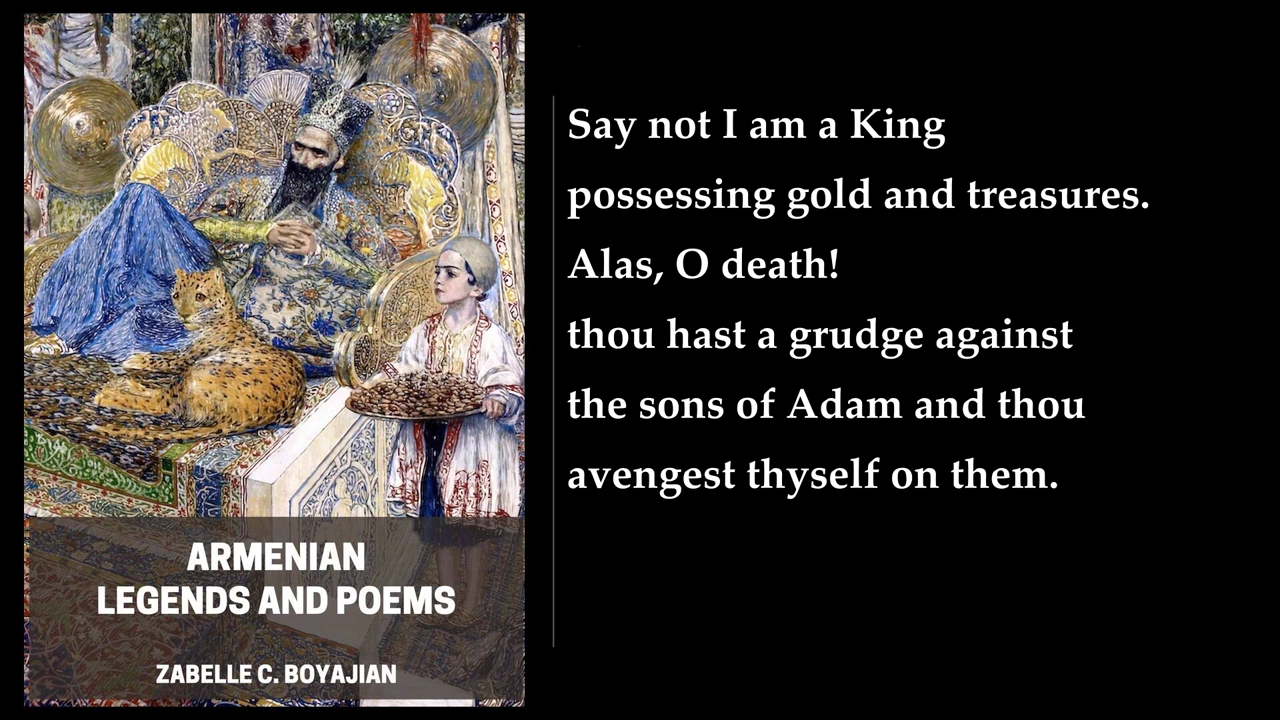 Say not I am a King
possessing gold and treasures.
Alas, O death!
thou hast a grudge against
the sons of Adam and thou
avengest thyself on them.
ARMENIAN
LEGENDS AND POEMS
ZABELLE C. BOYAJIAN